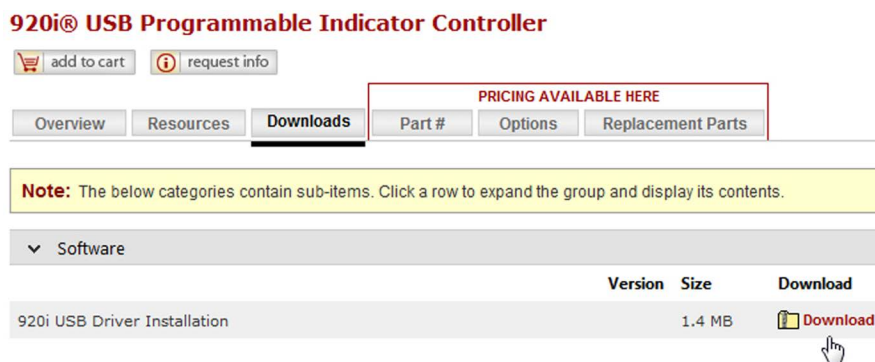 920i® USB Programmable Indicator Controller
add to cart request info
PRICING AVAILABLE HERE
Overview Resources Downloads Part # Options Replacement Parts
Note: The below categories contain sub-items. Click a row to expand the group and display its contents.
Software
Version Size Download
920i USB Driver Installation 1.4 MB Download